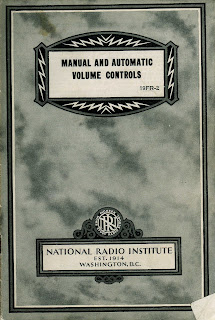 MANUAL AND AUTOMATIC
VOLUME CONTROLS
19FR-2
NRI
NATIONAL RADIO INSTITUTE
EST. 1914
WASHINGTON, D.C.